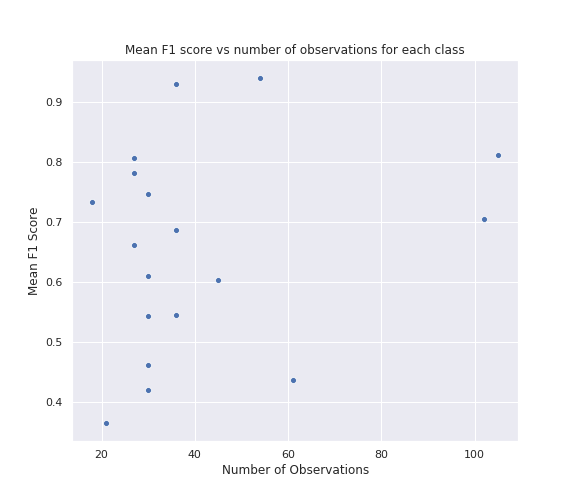 Mean F1 score vs number of observations for each class
0.9
0.8
0.7
0.6
0.5
0.4
Mean F1 Score
20 40 60 80 100
Number of Observations